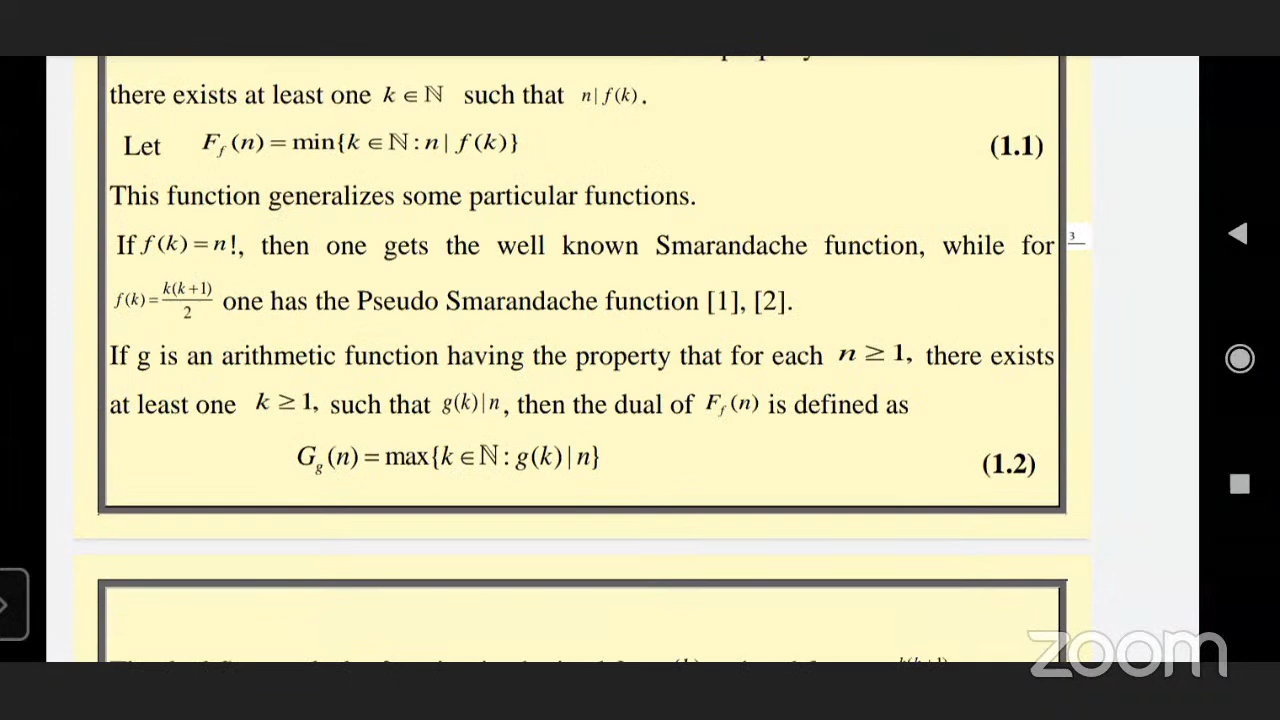 there exists at least one k ∈ ℕ such that n | f(k).
Let F_f(n) = min{k ∈ ℕ : n | f(k)} (1.1)
This function generalizes some particular functions.
If f(k) = n!, then one gets the well known Smarandache function, while for
3
f(k) = k(k+1)/2 one has the Pseudo Smarandache function [1], [2].
If g is an arithmetic function having the property that for each n ≥ 1, there exists
at least one k ≥ 1, such that g(k) | n, then the dual of F_f(n) is defined as
G_g(n) = max{k ∈ ℕ : g(k) | n} (1.2)
zoom